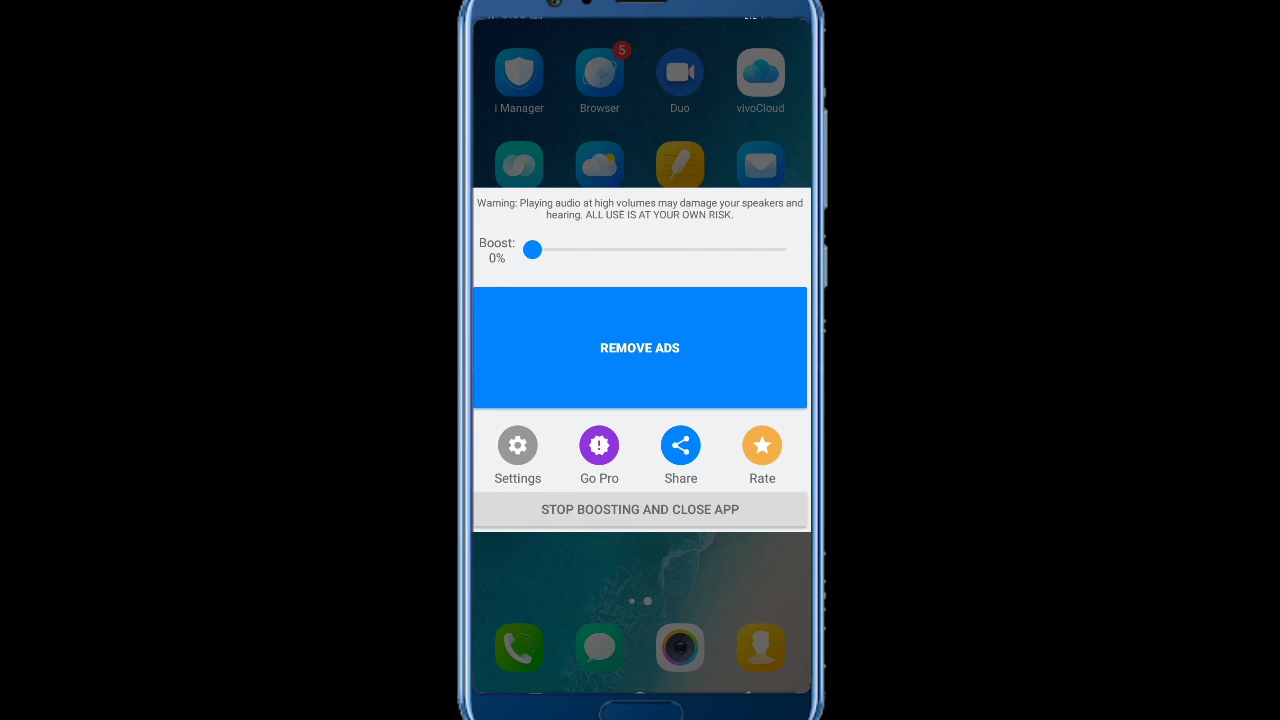 5
i Manager Browser Duo vivoCloud
Warning: Playing audio at high volumes may damage your speakers and
hearing. ALL USE IS AT YOUR OWN RISK.
Boost:
0%
REMOVE ADS
Settings Go Pro Share Rate
STOP BOOSTING AND CLOSE APP